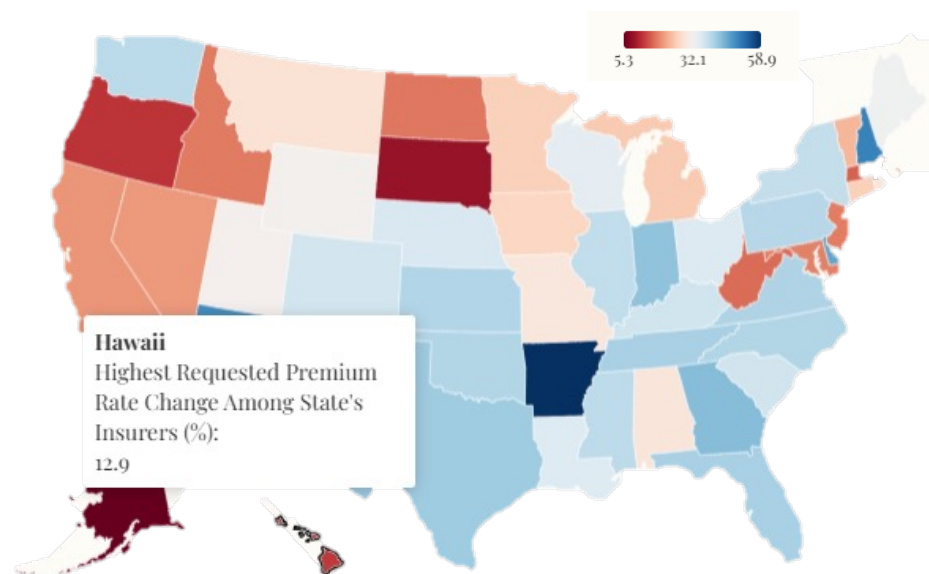 5.3 32.1 58.9
Hawaii
Highest Requested Premium
Rate Change Among State's
Insurers (%):
12.9